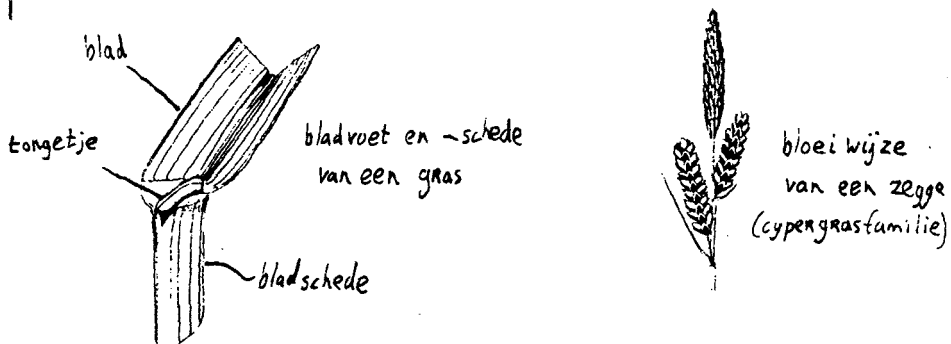 blad
tongetje
bladvoet en -schede
van een gras
bladschede
bloeiwijze
van een zegge
(cypergrasfamilie)